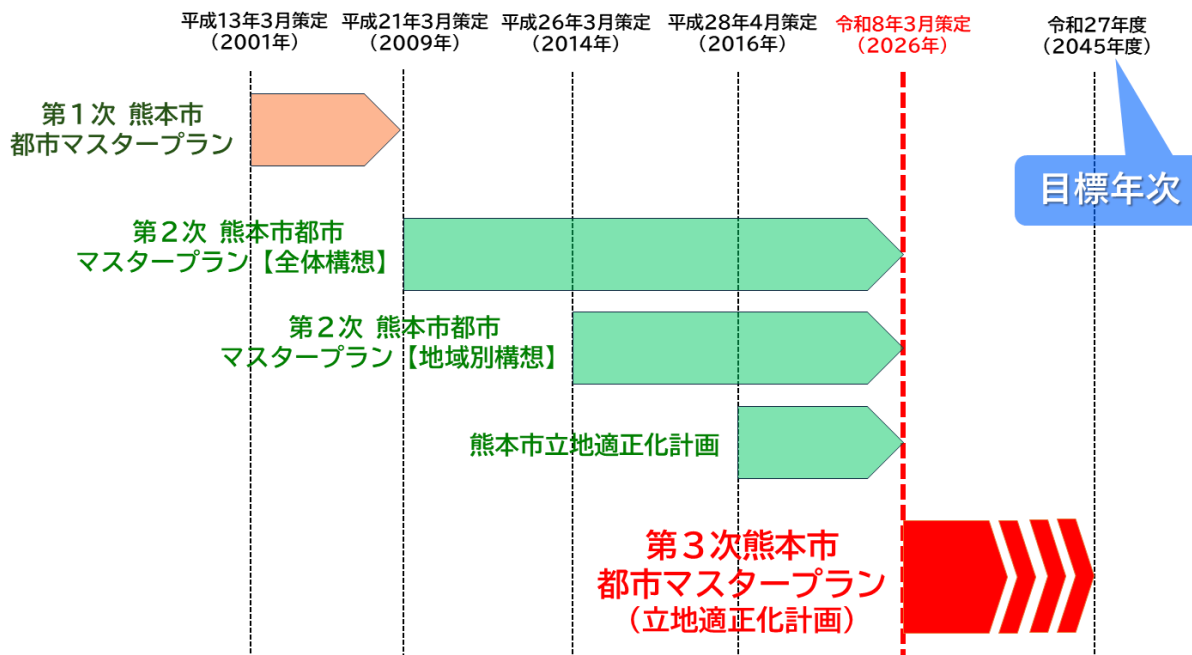 平成13年3月策定
（2001年）
平成21年3月策定
（2009年）
平成26年3月策定
（2014年）
平成28年4月策定
（2016年）
令和8年3月策定
（2026年）
令和27年度
（2045年度）
目標年次
第１次 熊本市
都市マスタープラン
第２次 熊本市都市
マスタープラン【全体構想】
第２次 熊本市都市
マスタープラン【地域別構想】
熊本市立地適正化計画
第３次熊本市
都市マスタープラン
（立地適正化計画）